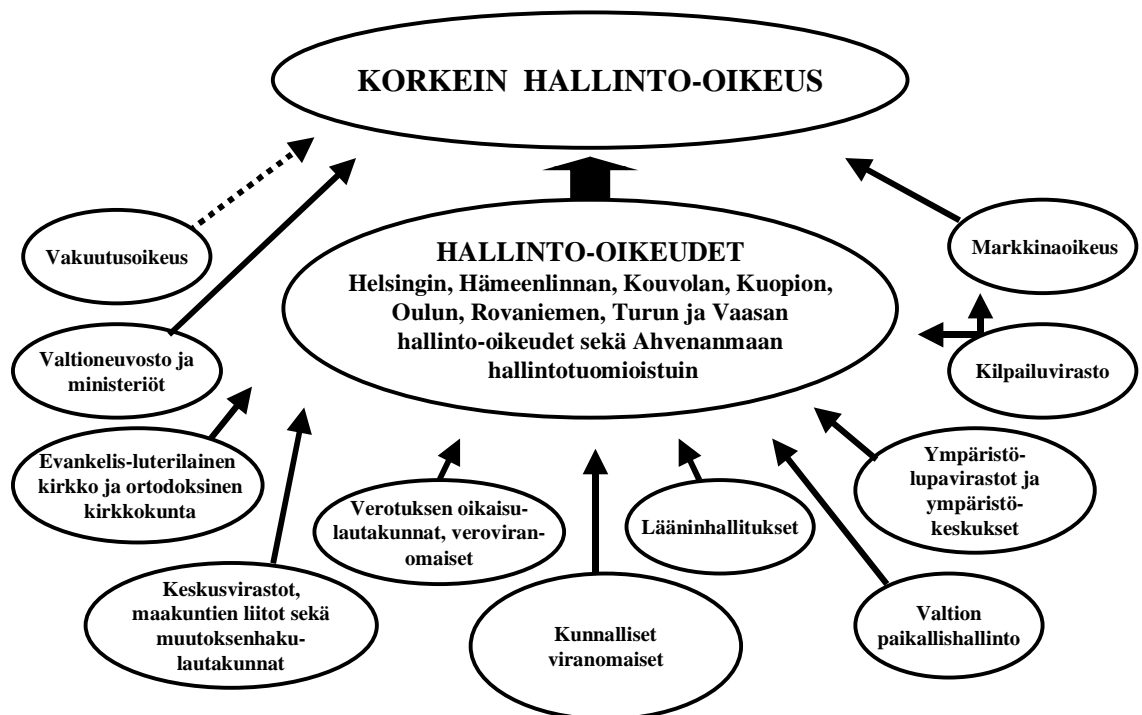 KORKEIN HALLINTO-OIKEUS
Vakuutusoikeus
HALLINTO-OIKEUDET
Helsingin, Hämeenlinnan, Kouvolan, Kuopion,
Oulun, Rovaniemen, Turun ja Vaasan
hallinto-oikeudet sekä Ahvenanmaan
hallintotuomioistuin
Markkinaoikeus
Valtioneuvosto ja
ministeriöt
Kilpailuvirasto
Evankelis-luterilainen
kirkko ja ortodoksinen
kirkkokunta
Verotuksen oikaisu-
lautakunnat, veroviran-
omaiset
Lääninhallitukset
Ympäristö-
lupavirastot ja
ympäristö-
keskukset
Keskusvirastot,
maakuntien liitot sekä
muutoksenhaku-
lautakunnat
Kunnalliset
viranomaiset
Valtion
paikallishallinto